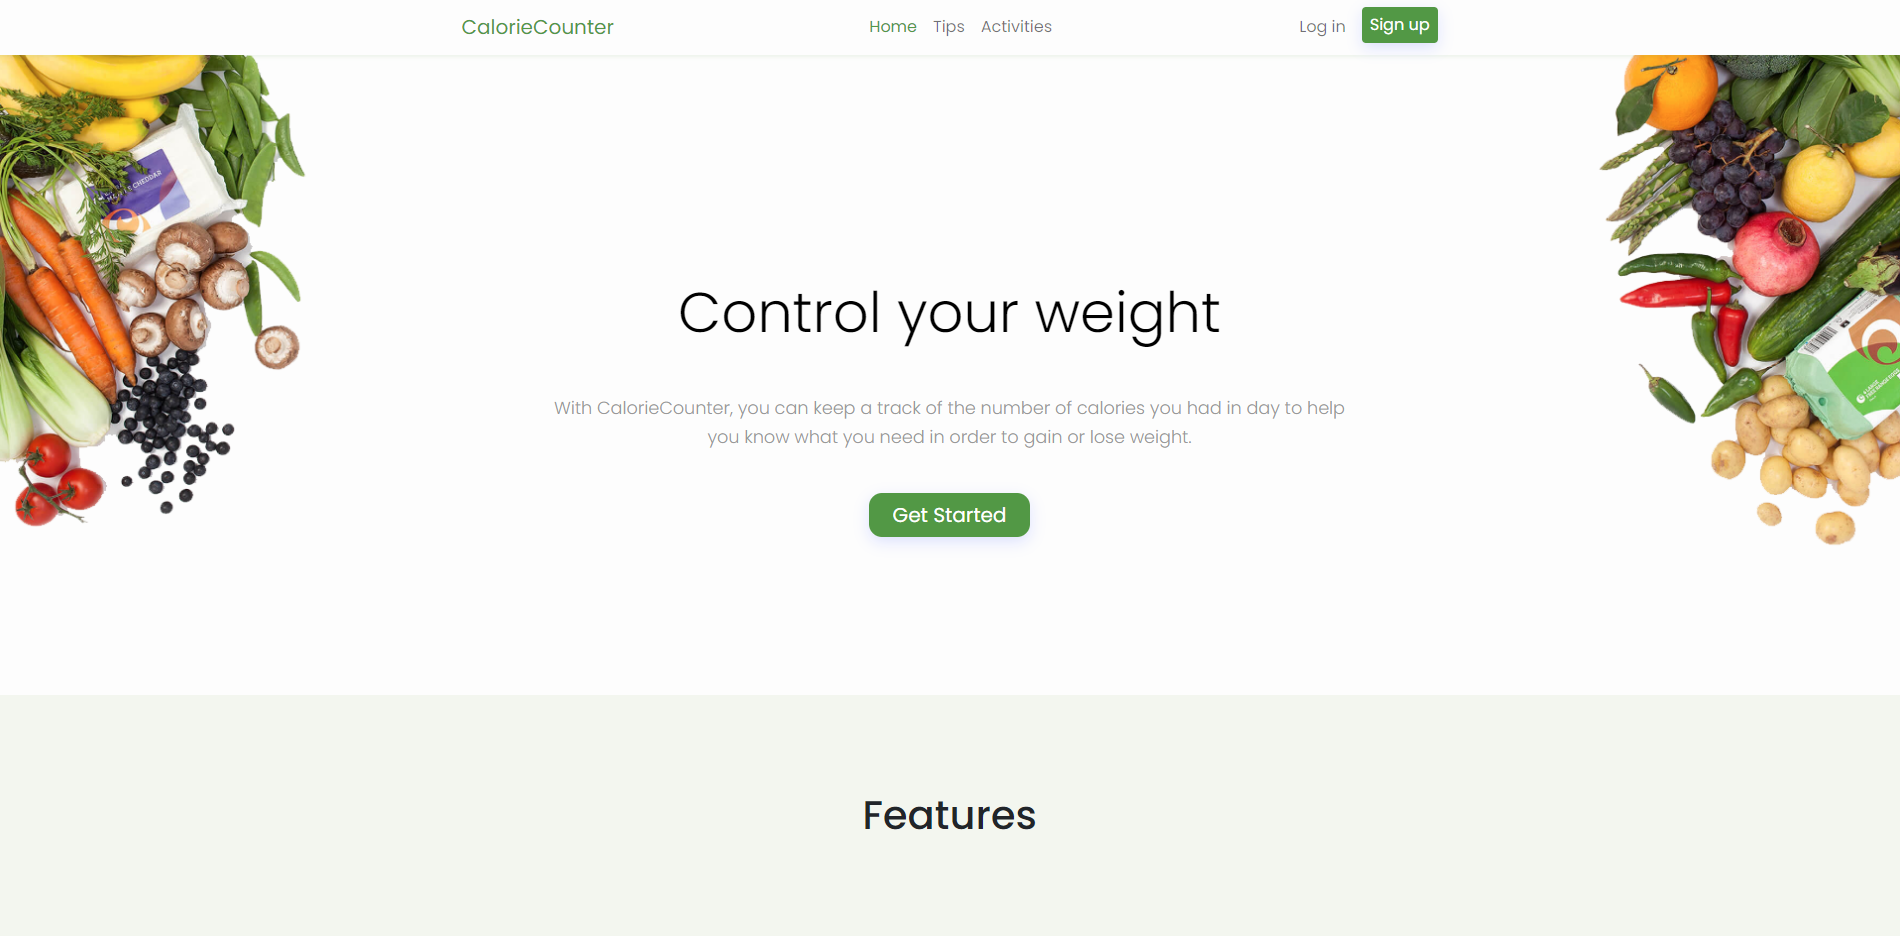 CalorieCounter
Home Tips Activities
Log in Sign up
Control your weight
With CalorieCounter, you can keep a track of the number of calories you had in day to help
you know what you need in order to gain or lose weight.
Get Started
Features